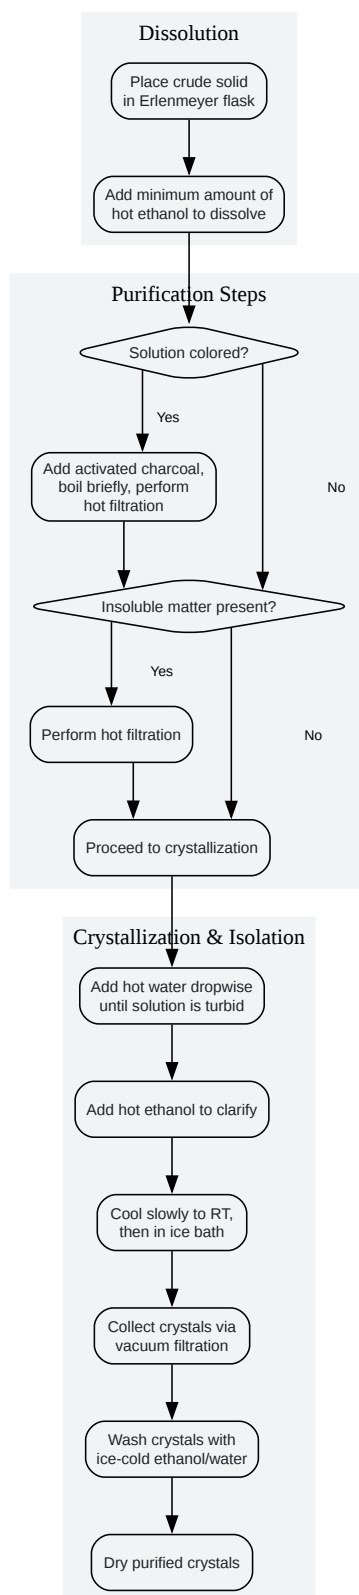 Dissolution
Place crude solid
in Erlenmeyer flask
Add minimum amount of
hot ethanol to dissolve
Purification Steps
Solution colored?
Yes
Add activated charcoal,
boil briefly, perform
hot filtration
No
Insoluble matter present?
Yes
Perform hot filtration
No
Proceed to crystallization
Crystallization & Isolation
Add hot water dropwise
until solution is turbid
Add hot ethanol to clarify
Cool slowly to RT,
then in ice bath
Collect crystals via
vacuum filtration
Wash crystals with
ice-cold ethanol/water
Dry purified crystals